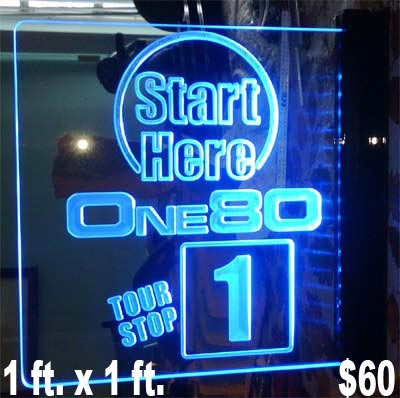 Start
Here
ONE80
TOUR
STOP
1
1 ft. x 1 ft.
$60